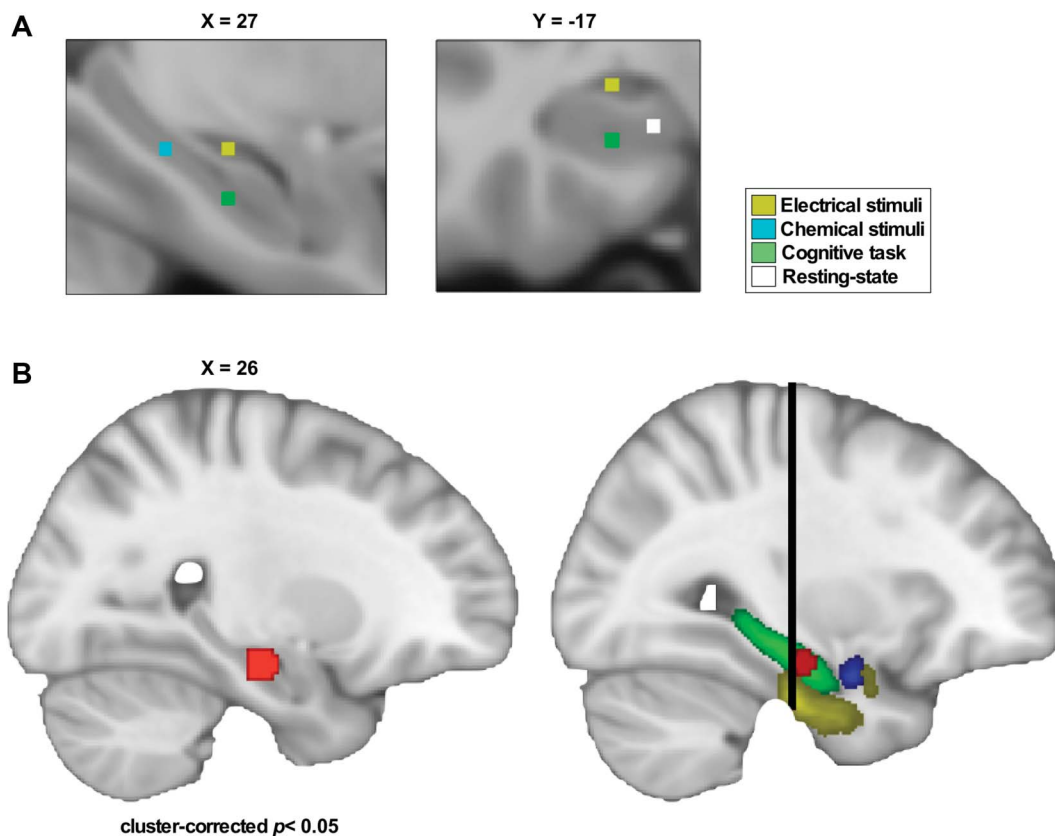 A
X = 27
Y = -17
Electrical stimuli
Chemical stimuli
Cognitive task
Resting-state
B
X = 26
cluster-corrected p< 0.05